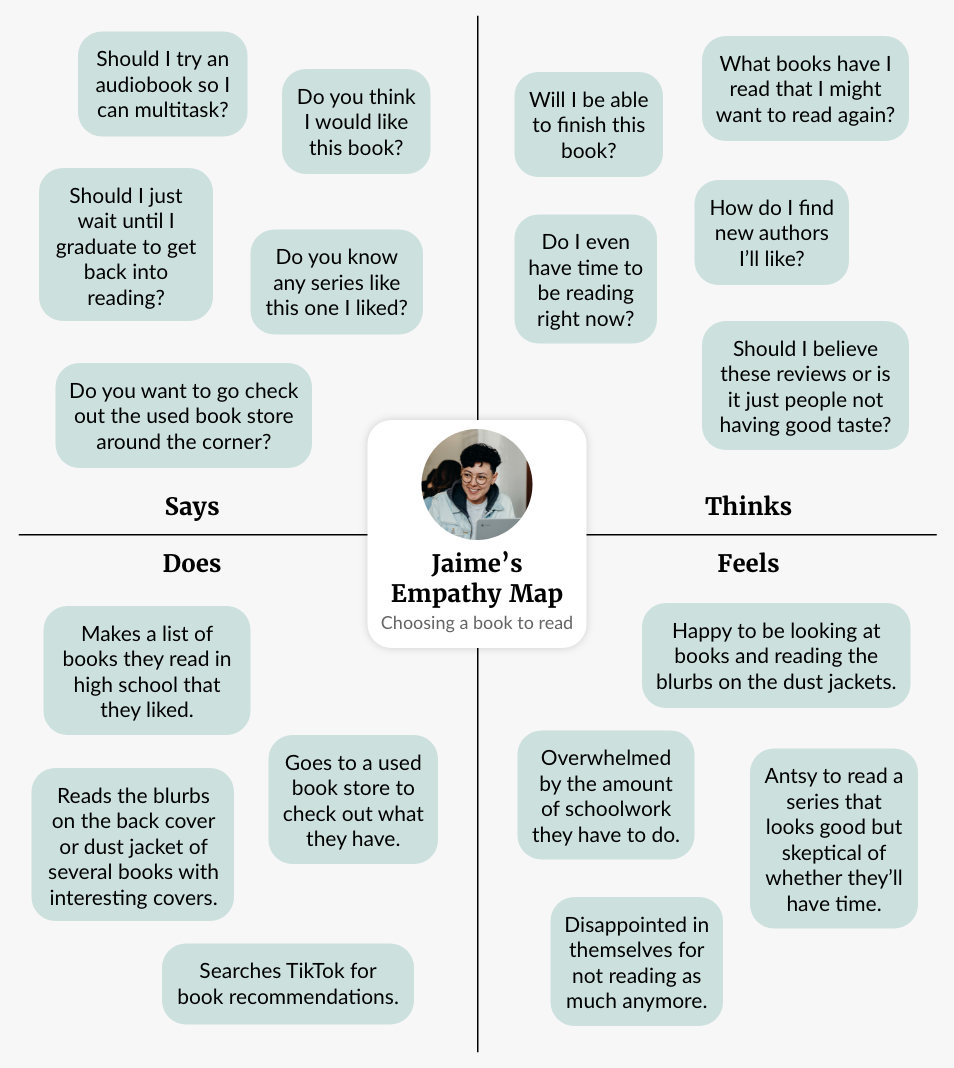 Should I try an
audiobook so I
can multitask?
Do you think
I would like
this book?
Should I just
wait until I
graduate to get
back into
reading?
Do you know
any series like
this one I liked?
Do you want to go check
out the used book store
around the corner?
Says
Will I be able
to finish this
book?
What books have I
read that I might
want to read again?
How do I find
new authors
I’ll like?
Do I even
have time to
be reading
right now?
Should I believe
these reviews or is
it just people not
having good taste?
Thinks
Jaime’s
Empathy Map
Choosing a book to read
Does
Makes a list of
books they read in
high school that
they liked.
Goes to a used
book store to
check out what
they have.
Reads the blurbs
on the back cover
or dust jacket of
several books with
interesting covers.
Searches TikTok for
book recommendations.
Feels
Happy to be looking at
books and reading the
blurbs on the dust jackets.
Overwhelmed
by the amount
of schoolwork
they have to do.
Antsy to read a
series that
looks good but
skeptical of
whether they’ll
have time.
Disappointed in
themselves for
not reading as
much anymore.